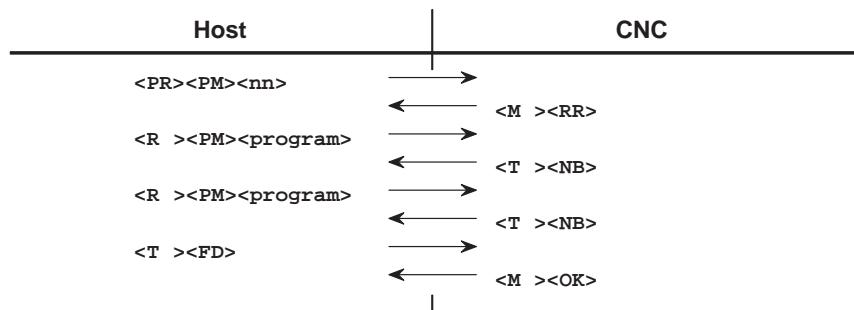 Host CNC
<PR><PM><nn>
<M ><RR>
<R ><PM><program>
<T ><NB>
<R ><PM><program>
<T ><NB>
<T ><FD>
<M ><OK>